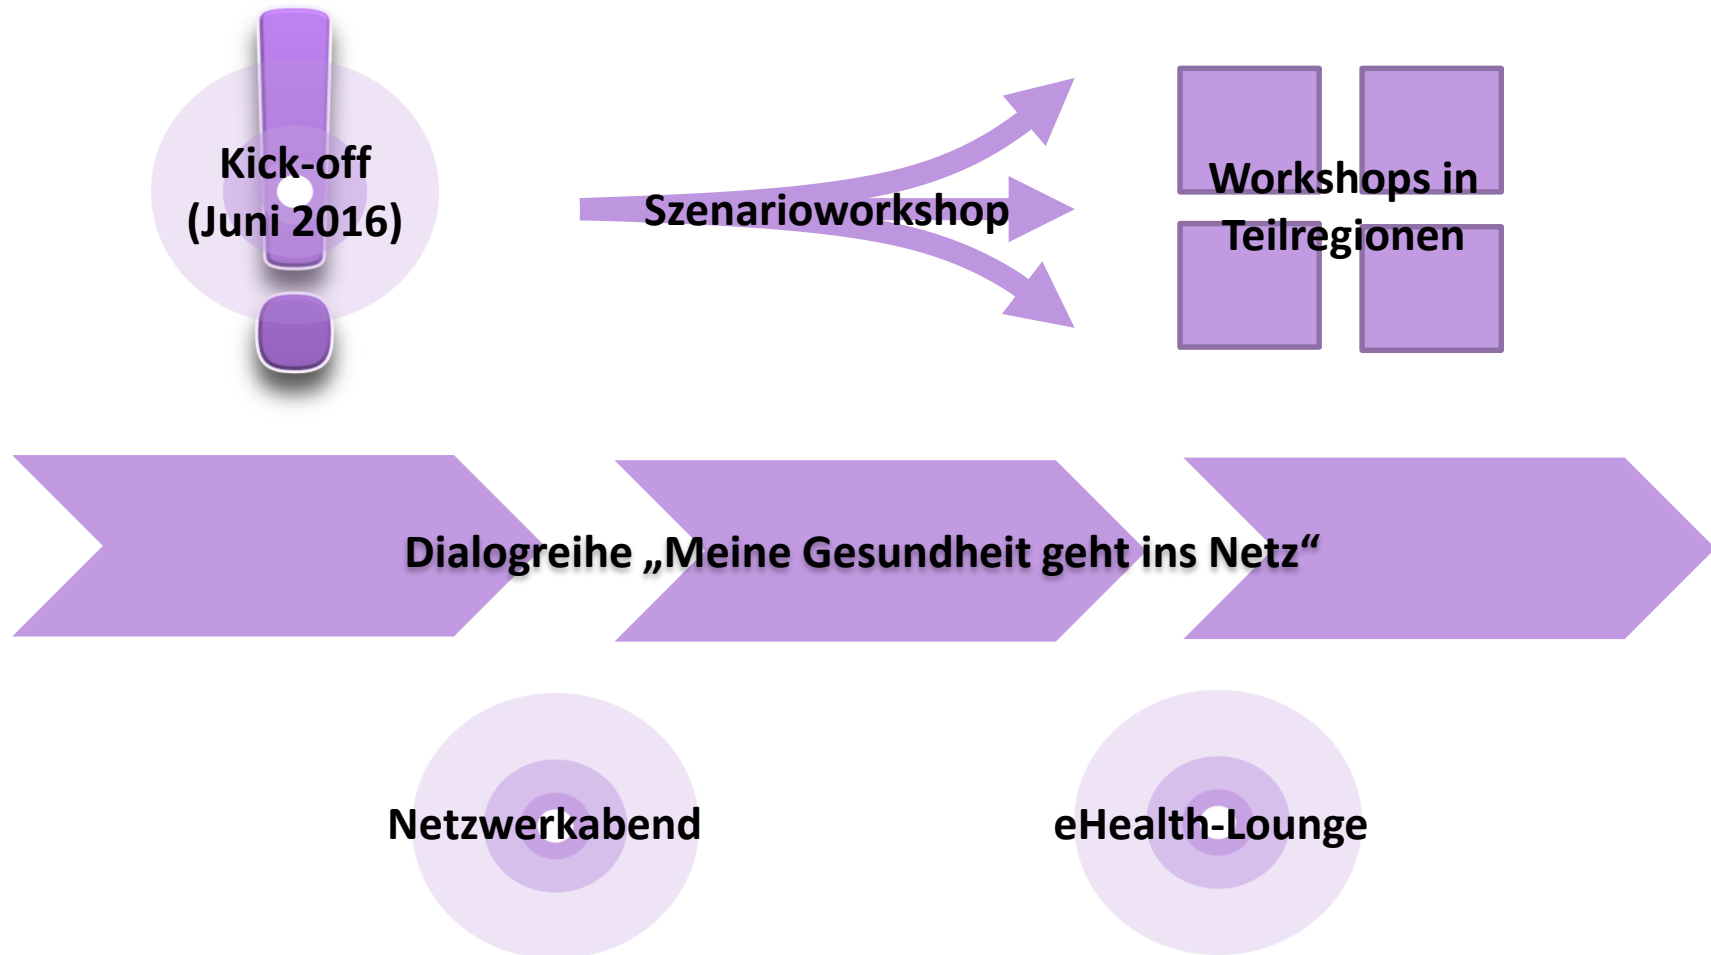 Kick-off
(Juni 2016)
Szenarioworkshop
Workshops in
Teilregionen
Dialogreihe „Meine Gesundheit geht ins Netz“
Netzwerkabend
eHealth-Lounge